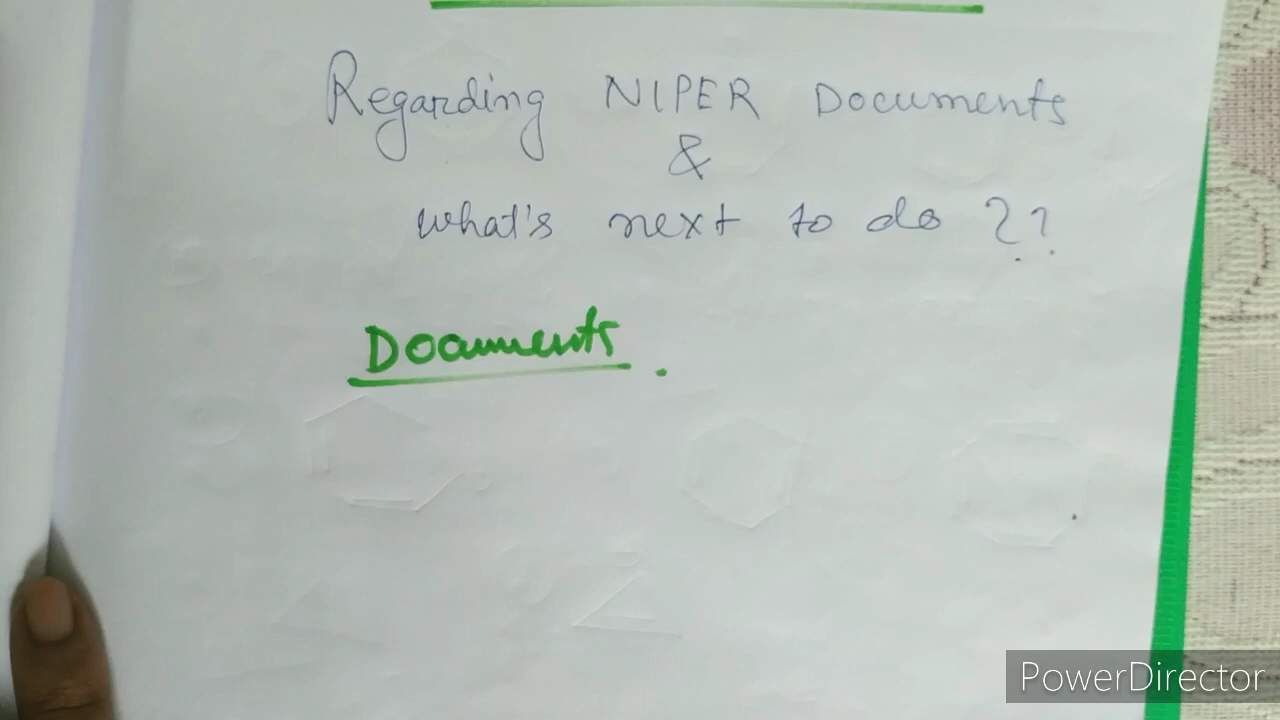 Regarding NIPER Documents
&
what's next to do ??
Documents.
PowerDirector